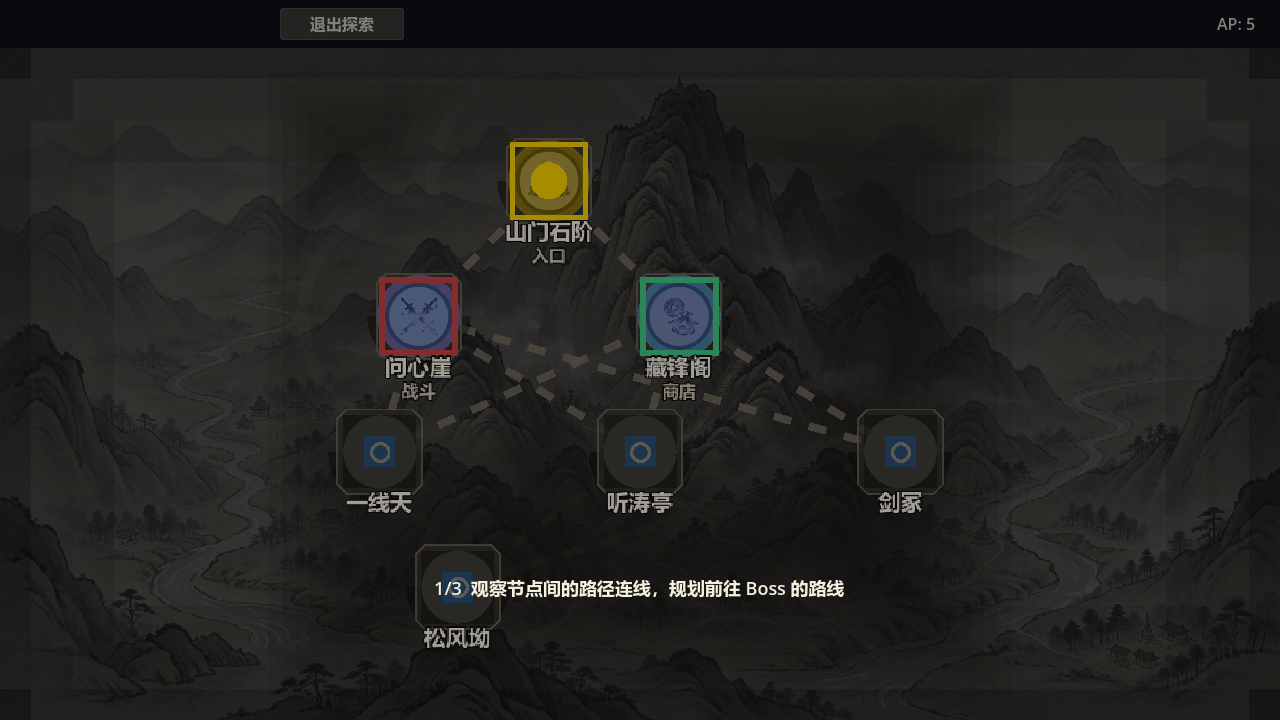 退出探索
AP: 5
山门石阶
入口
问心崖
战斗
藏锋阁
商店
一线天
听涛亭
剑冢
1/3 观察节点间的路径连线，规划前往 Boss 的路线
松风坳